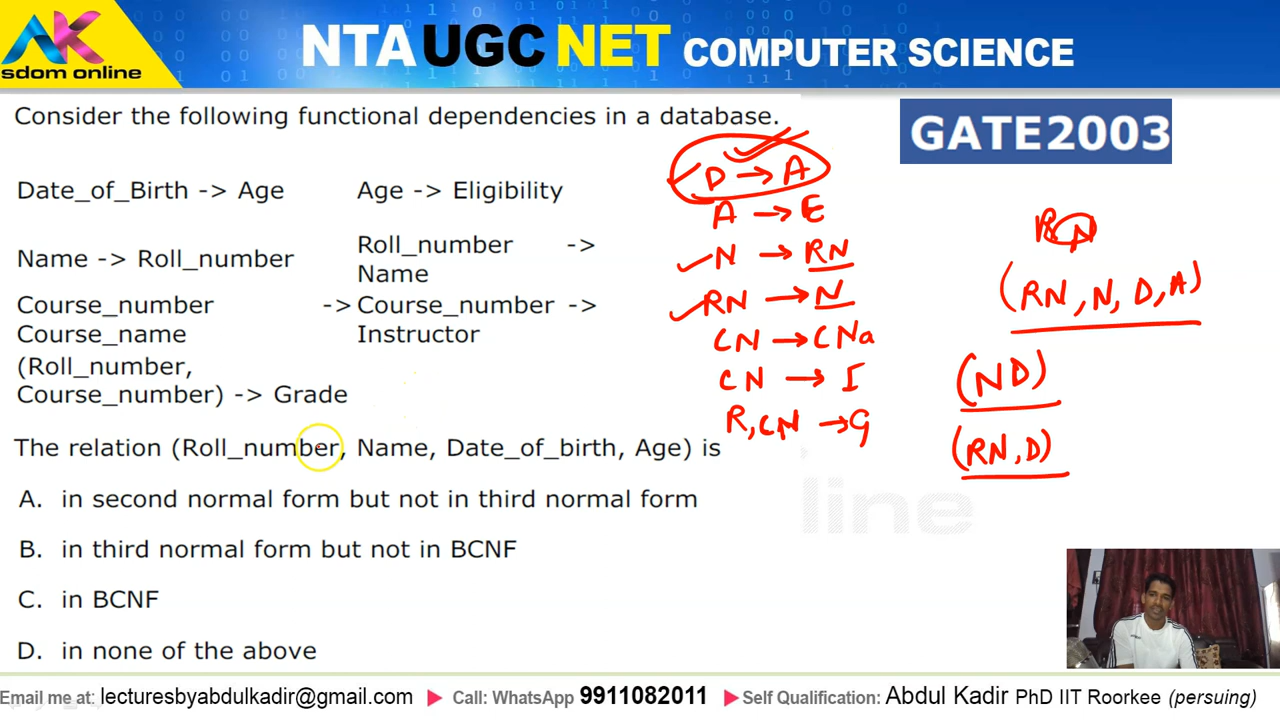 AK
sdom online
NTA UGC NET COMPUTER SCIENCE
Consider the following functional dependencies in a database.
GATE2003
Date_of_Birth -> Age
Age -> Eligibility
Name -> Roll_number
Roll_number ->
Name
Course_number ->
Course_name
Course_number ->
Instructor
(Roll_number,
Course_number) -> Grade
The relation (Roll_number, Name, Date_of_birth, Age) is
A. in second normal form but not in third normal form
B. in third normal form but not in BCNF
C. in BCNF
D. in none of the above
D → A
A → E
N → RN
RN → N
CN → CNa
CN → I
R,CN → G
(RN, N, D, A)
(ND)
(RN, D)
line
Email me at: lecturesbyabdulkadir@gmail.com Call: WhatsApp 9911082011 Self Qualification: Abdul Kadir PhD IIT Roorkee (persuing)